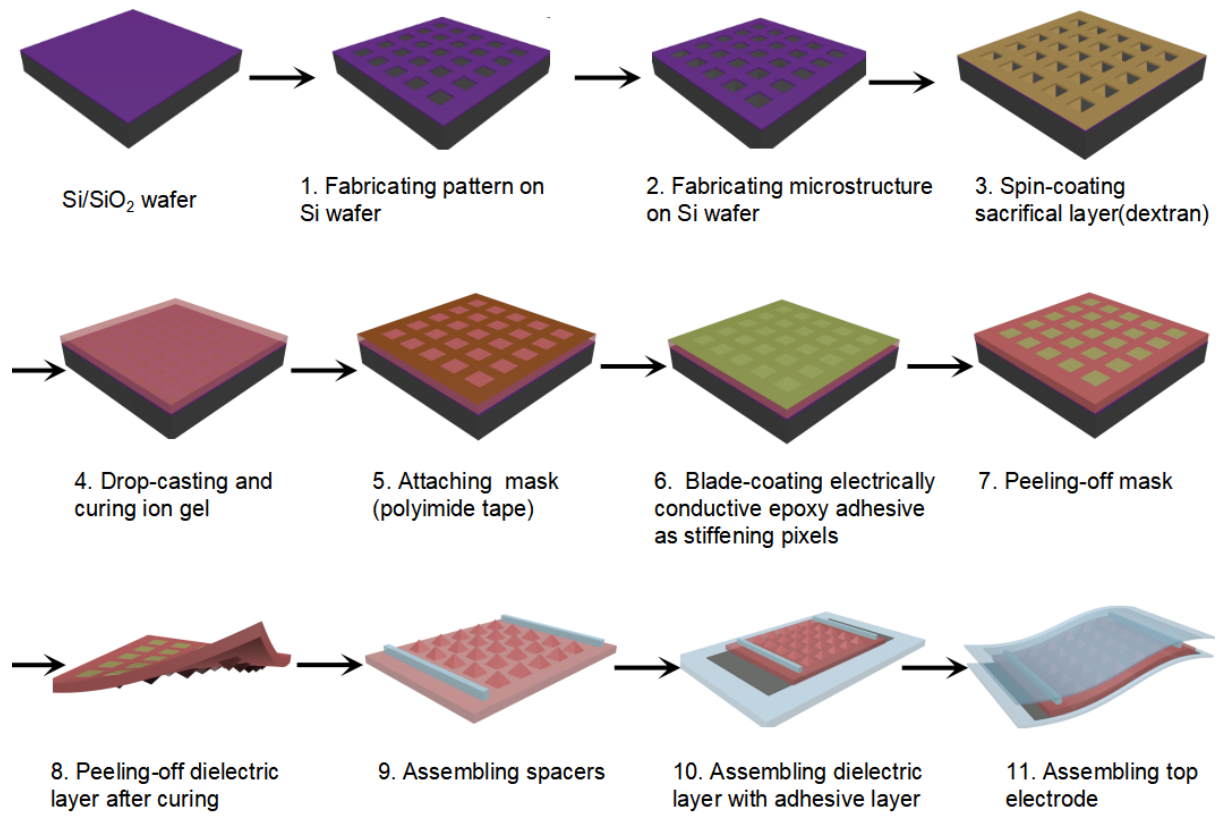 Si/SiO₂ wafer
1. Fabricating pattern on
Si wafer
2. Fabricating microstructure
on Si wafer
3. Spin-coating
sacrifical layer(dextran)
4. Drop-casting and
curing ion gel
5. Attaching mask
(polyimide tape)
6. Blade-coating electrically
conductive epoxy adhesive
as stiffening pixels
7. Peeling-off mask
8. Peeling-off dielectric
layer after curing
9. Assembling spacers
10. Assembling dielectric
layer with adhesive layer
11. Assembling top
electrode